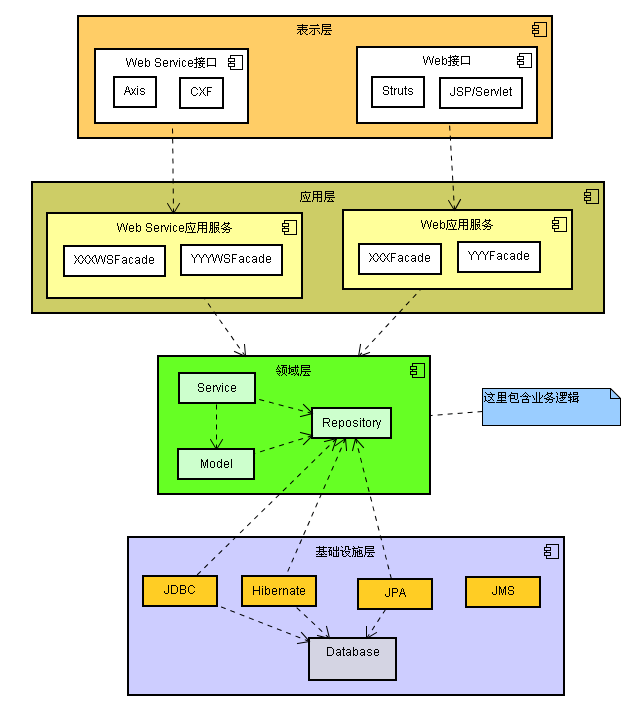 表示层
Web Service接口
Axis
CXF
Web接口
Struts
JSP/Servlet
应用层
Web Service应用服务
XXXWSFacade
YYYWSFacade
Web应用服务
XXXFacade
YYYFacade
领域层
Service
Repository
Model
这里包含业务逻辑
基础设施层
JDBC
Hibernate
JPA
JMS
Database